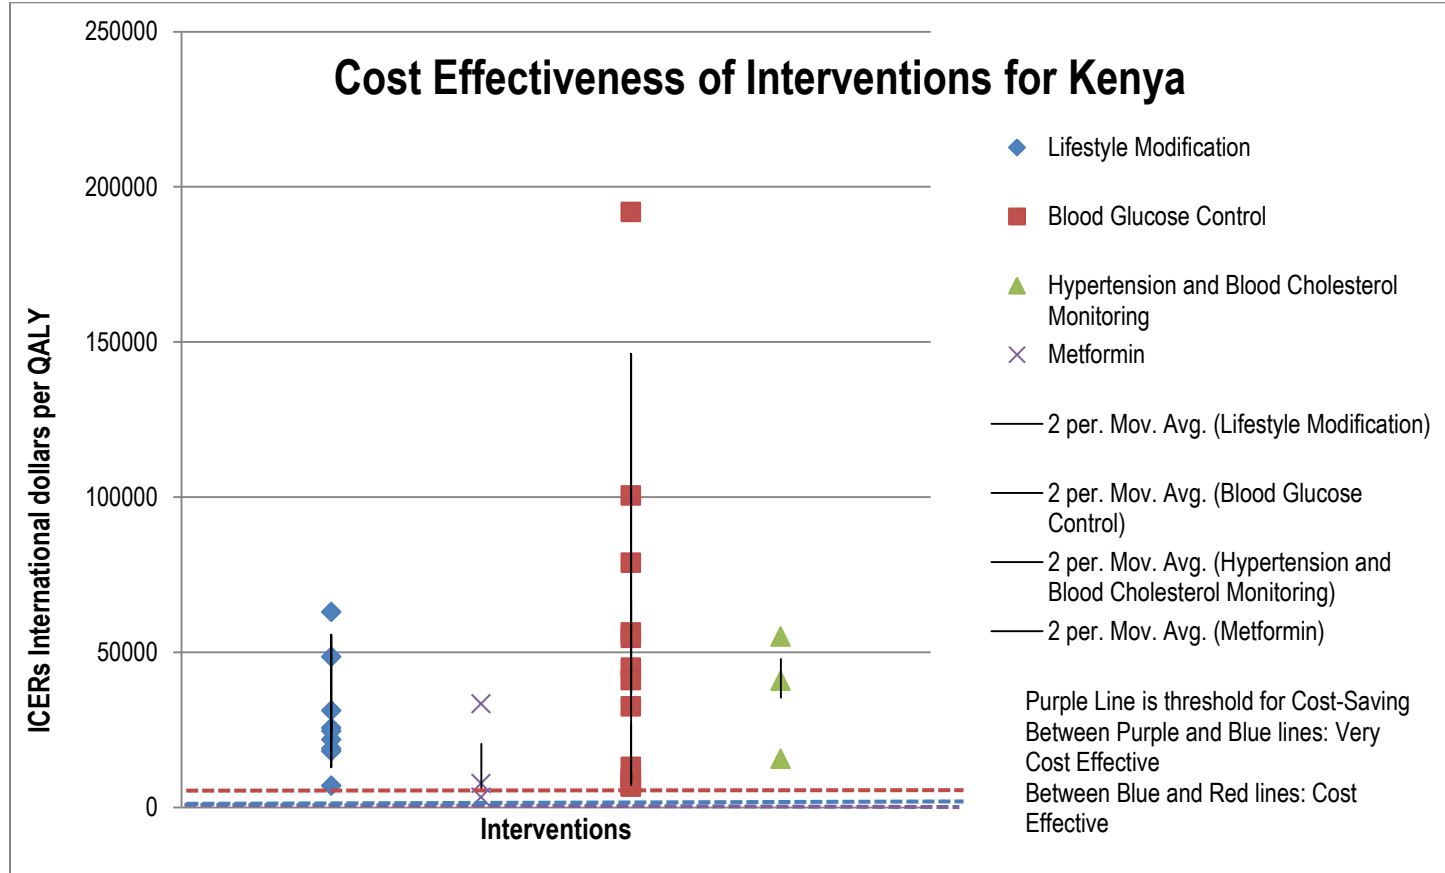 Cost Effectiveness of Interventions for Kenya
250000
200000
150000
100000
50000
0
ICERs International dollars per QALY
Interventions
Lifestyle Modification
Blood Glucose Control
Hypertension and Blood Cholesterol
Monitoring
Metformin
2 per. Mov. Avg. (Lifestyle Modification)
2 per. Mov. Avg. (Blood Glucose
Control)
2 per. Mov. Avg. (Hypertension and
Blood Cholesterol Monitoring)
2 per. Mov. Avg. (Metformin)
Purple Line is threshold for Cost-Saving
Between Purple and Blue lines: Very
Cost Effective
Between Blue and Red lines: Cost
Effective